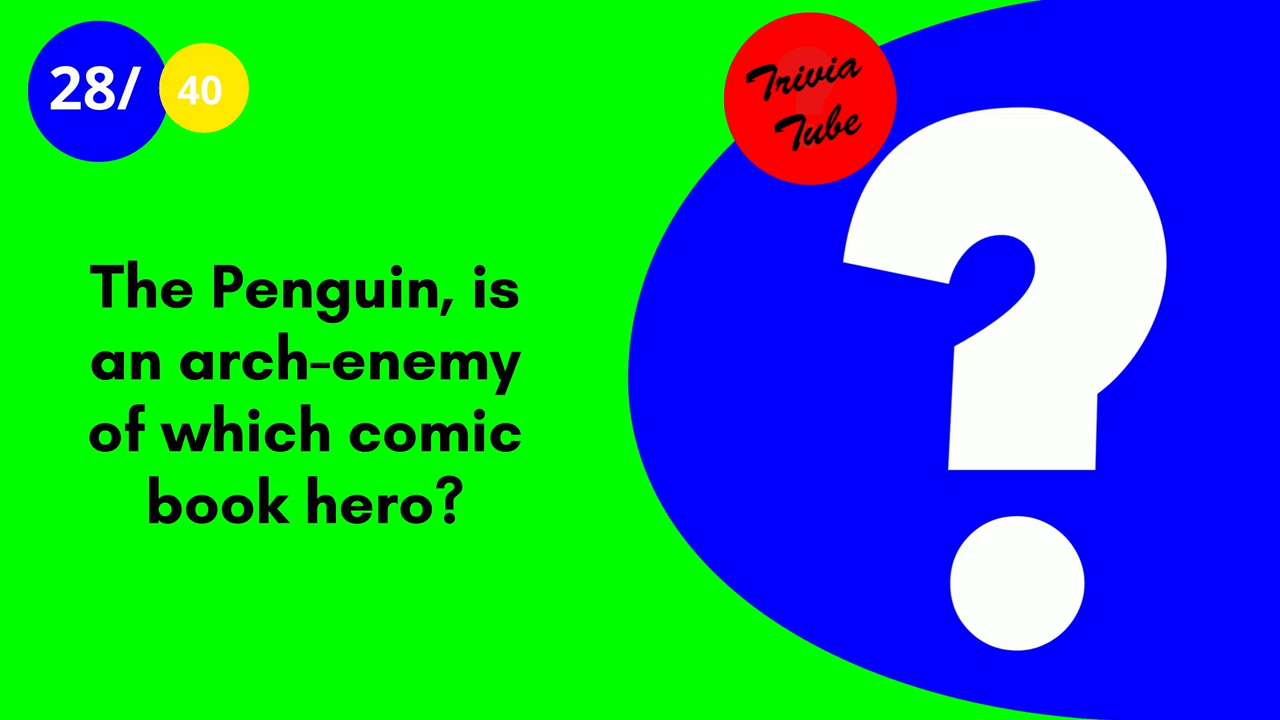 28/
40
Trivia
Tube
The Penguin, is
an arch-enemy
of which comic
book hero?
?